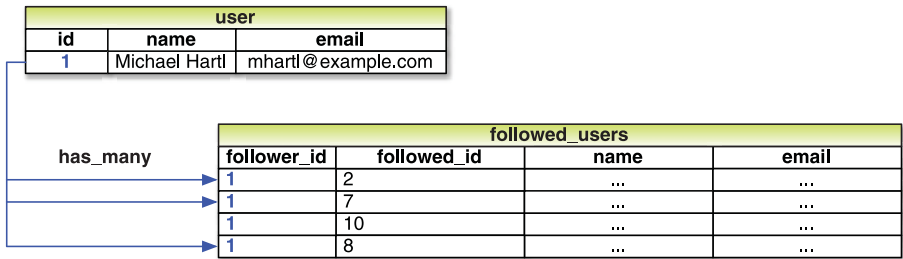 user
id name email
1 Michael Hartl mhartl@example.com
followed_users
has_many
follower_id followed_id name email
1 2 ... ...
1 7 ... ...
1 10 ... ...
1 8 ... ...